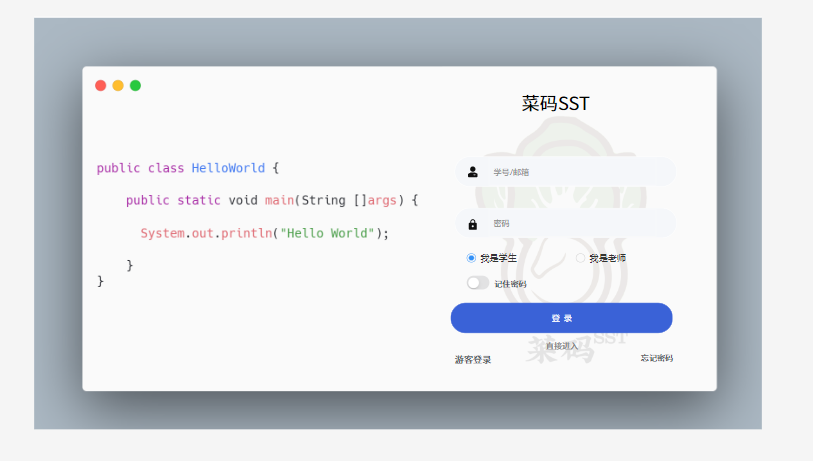 public class HelloWorld {
public static void main(String []args) {
System.out.println("Hello World");
}
}
菜码SST
学号/邮箱
密码
我是学生 我是老师
记住密码
登 录
直接进入
菜码SST
游客登录 忘记密码